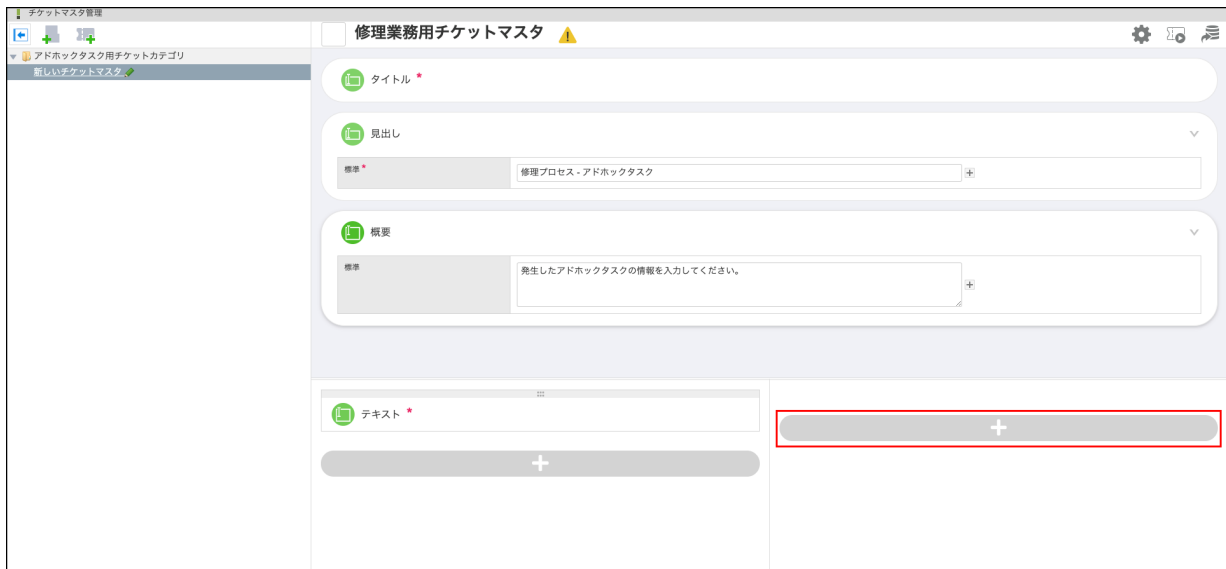 チケットマスタ管理
修理業務用チケットマスタ
アドホックタスク用チケットカテゴリ
新しいチケットマスタ
タイトル *
見出し
標準 *
修理プロセス - アドホックタスク
概要
標準
発生したアドホックタスクの情報を入力してください。
テキスト *